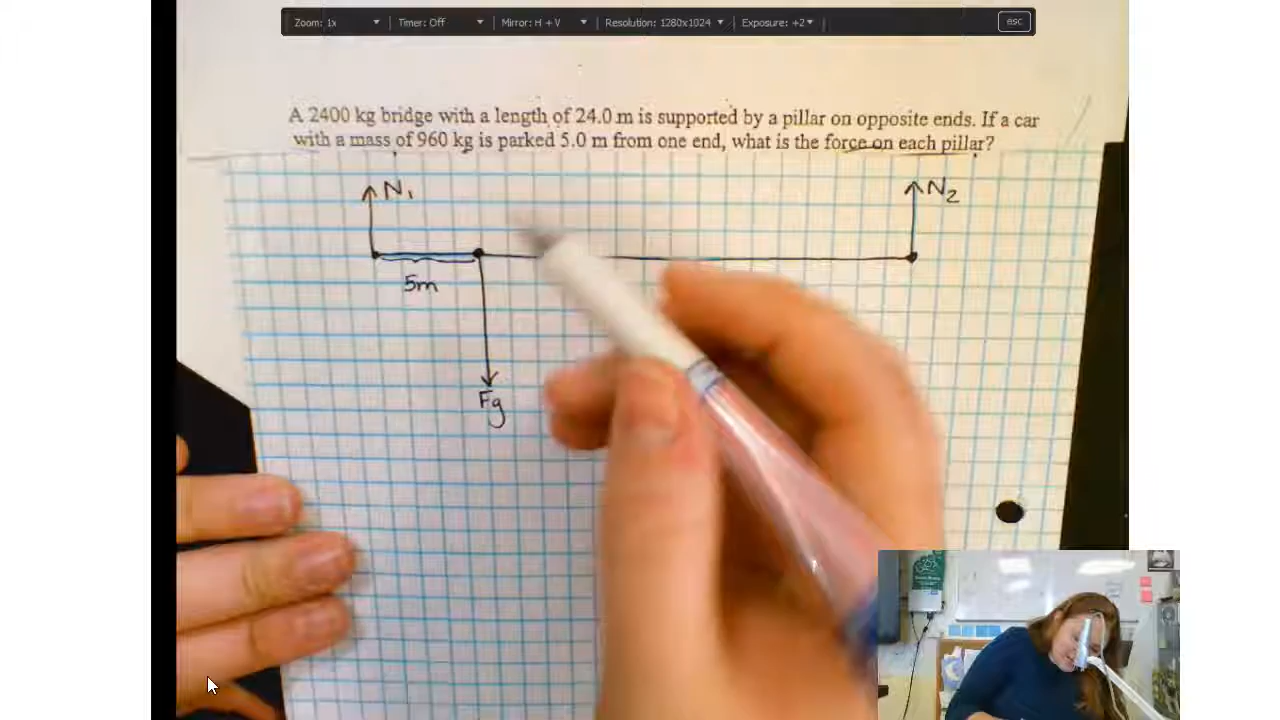 Zoom: 1x Timer: Off Mirror: H + V Resolution: 1280x1024 Exposure: +2 esc
A 2400 kg bridge with a length of 24.0 m is supported by a pillar on opposite ends. If a car
with a mass of 960 kg is parked 5.0 m from one end, what is the force on each pillar?
N₁ N₂
5m
Fg